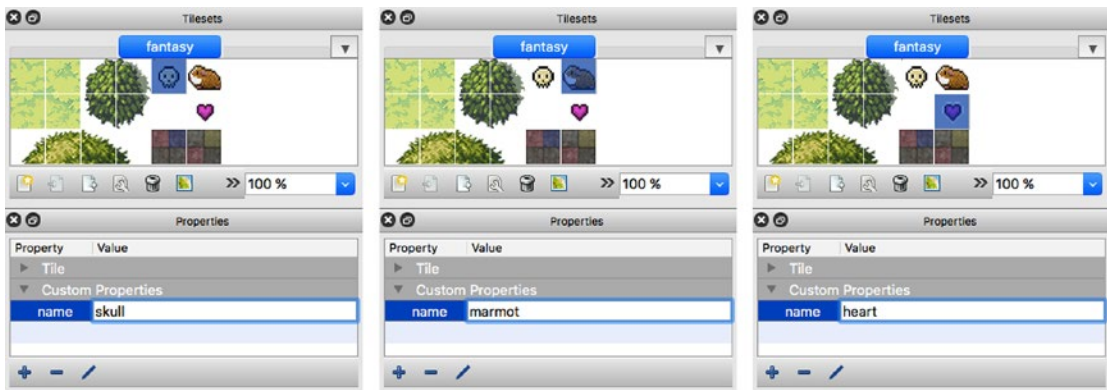 Tilesets
fantasy
100 %
Properties
Property Value
Tile
Custom Properties
name skull
Tilesets
fantasy
100 %
Properties
Property Value
Tile
Custom Properties
name marmot
Tilesets
fantasy
100 %
Properties
Property Value
Tile
Custom Properties
name heart